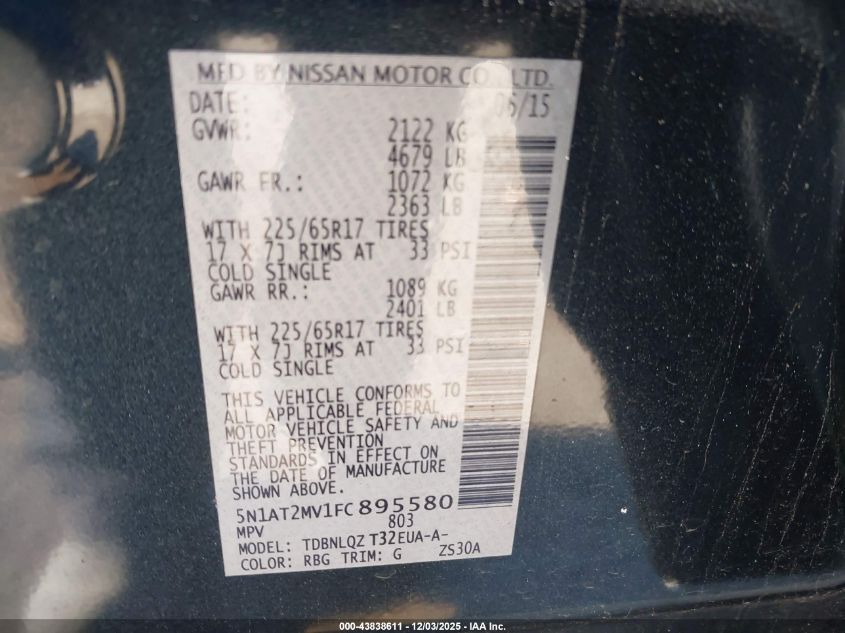 MFD BY NISSAN MOTOR CO., LTD.
DATE: 06/15
GVWR: 2122 KG
4679 LB
GAWR FR.: 1072 KG
2363 LB
WITH 225/65R17 TIRES
17 X 7J RIMS AT 33 PSI
COLD SINGLE
GAWR RR.: 1089 KG
2401 LB
WITH 225/65R17 TIRES
17 X 7J RIMS AT 33 PSI
COLD SINGLE
THIS VEHICLE CONFORMS TO
ALL APPLICABLE FEDERAL
MOTOR VEHICLE SAFETY AND
THEFT PREVENTION
STANDARDS IN EFFECT ON
THE DATE OF MANUFACTURE
SHOWN ABOVE.
5N1AT2MV1FC895580
MPV 803
MODEL: TDBNLQZ T32EUA-A-
COLOR: RBG TRIM: G ZS30A
000-43838611 - 12/03/2025 - IAA Inc.